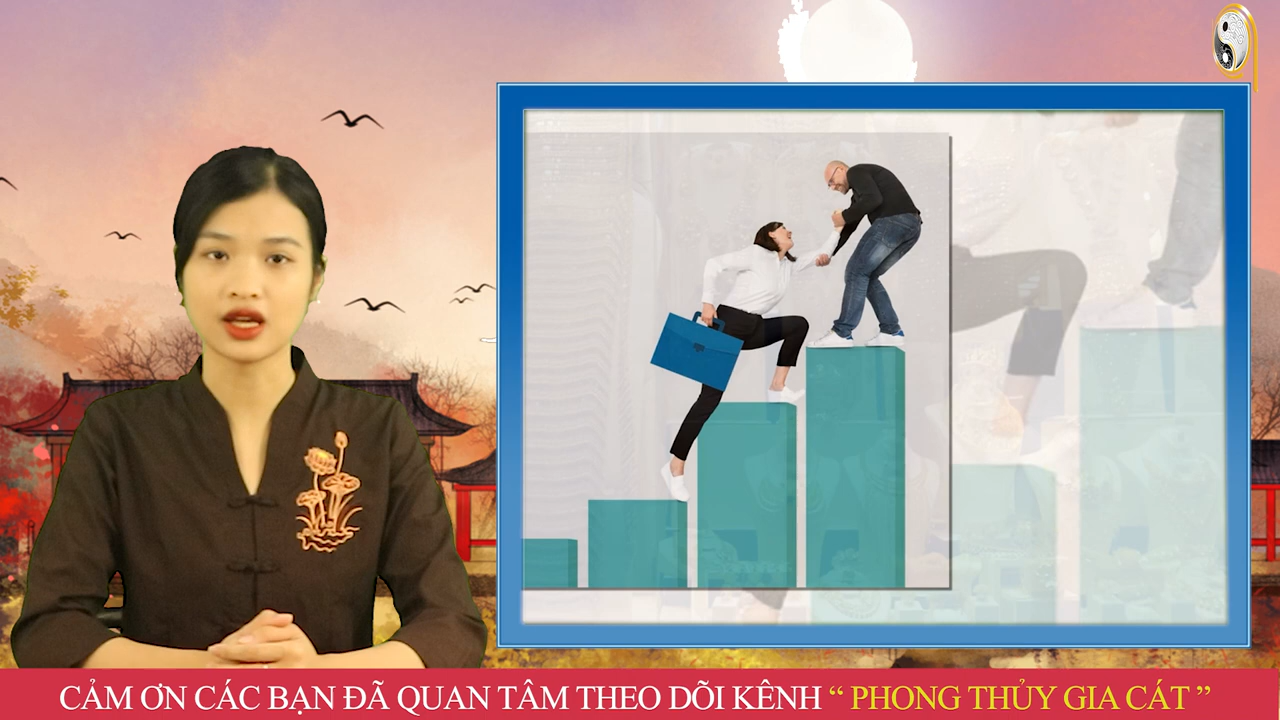 CẢM ƠN CÁC BẠN ĐÃ QUAN TÂM THEO DÕI KÊNH “ PHONG THỦY GIA CÁT ”